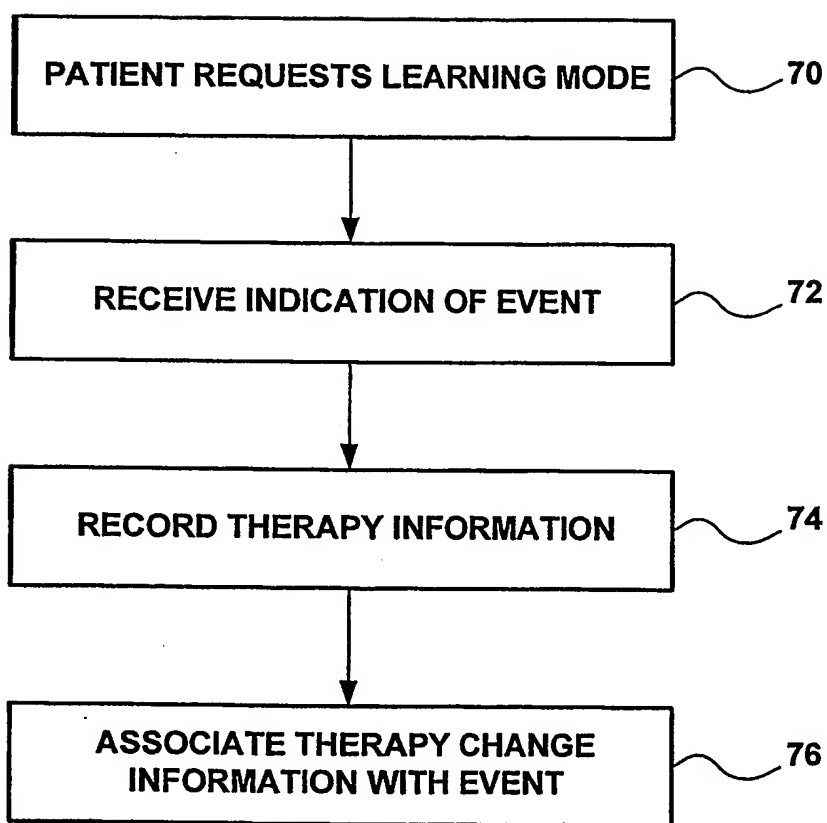 PATIENT REQUESTS LEARNING MODE
70
RECEIVE INDICATION OF EVENT
72
RECORD THERAPY INFORMATION
74
ASSOCIATE THERAPY CHANGE
INFORMATION WITH EVENT
76